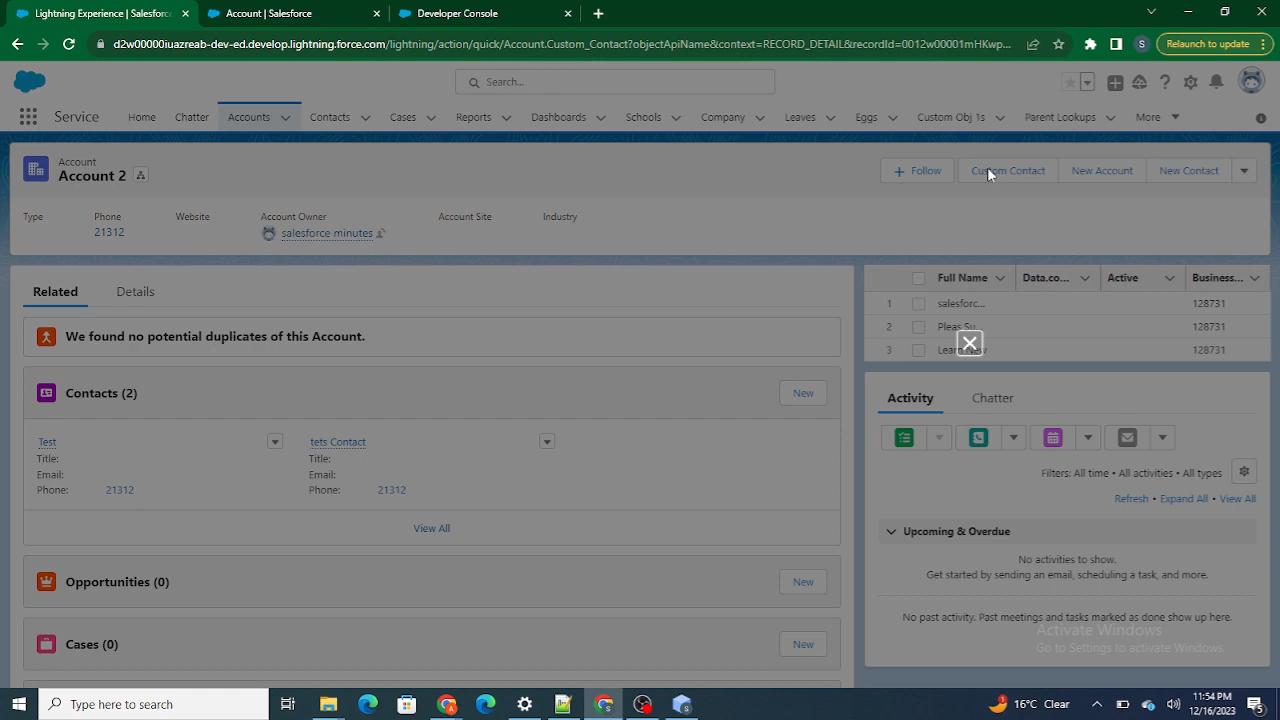 Lightning Experience | Salesforc
Account | Salesforce
Developer Console
d2w00000iuazreab-dev-ed.develop.lightning.force.com/lightning/action/quick/Account.Custom_Contact?objectApiName&context=RECORD_DETAIL&recordId=0012w00001mHKwp...
S
Relaunch to update
Search...
Service
Home
Chatter
Accounts
Contacts
Cases
Reports
Dashboards
Schools
Company
Leaves
Eggs
Custom Obj 1s
Parent Lookups
More
Account
Account 2
Follow
Custom Contact
New Account
New Contact
Type
Phone
Website
Account Owner
Account Site
Industry
21312
salesforce minutes
Related
Details
We found no potential duplicates of this Account.
Contacts (2)
New
Test
tets Contact
Title:
Title:
Email:
Email:
Phone: 21312
Phone: 21312
View All
Opportunities (0)
New
Cases (0)
New
Full Name
Data.co...
Active
Business...
1 salesforc... 128731
2 Pleas Su... 128731
3 Learn New 128731
Activity
Chatter
Filters: All time • All activities • All types
Refresh • Expand All • View All
Upcoming & Overdue
No activities to show.
Get started by sending an email, scheduling a task, and more.
No past activity. Past meetings and tasks marked as done show up here.
Activate Windows
Go to Settings to activate Windows.
Type here to search
1
16°C Clear
11:54 PM
12/16/2023
5